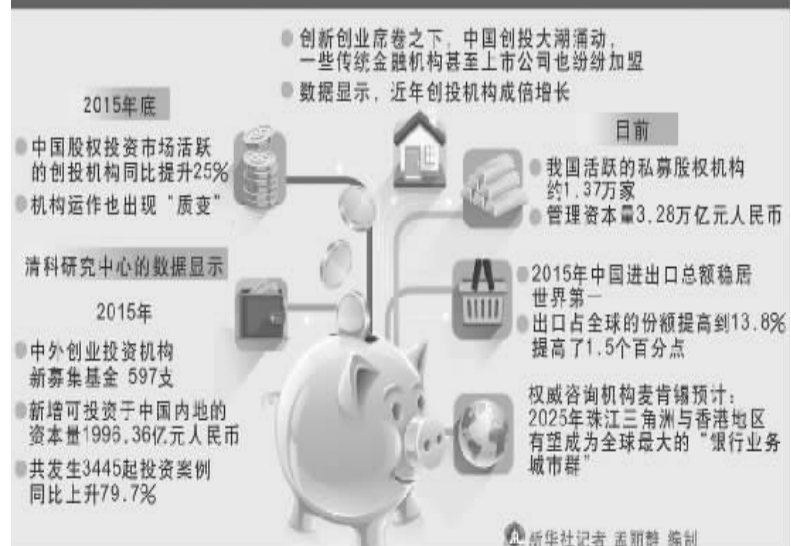 创新创业席卷之下，中国创投大潮涌动，
一些传统金融机构甚至上市公司也纷纷加盟
数据显示，近年创投机构成倍增长
2015年底
中国股权投资市场活跃
的创投机构同比提升25%
机构运作也出现“质变”
清科研究中心的数据显示
2015年
中外创业投资机构
新募集基金 597支
新增可投资于中国内地的
资本量1996.36亿元人民币
共发生3445起投资案例
同比上升79.7%
目前
我国活跃的私募股权机构
约1.37万家
管理资本量3.28万亿元人民币
2015年中国进出口总额稳居
世界第一
出口占全球的份额提高到13.8%
提高了1.5个百分点
权威咨询机构麦肯锡预计：
2025年珠江三角洲与香港地区
有望成为全球最大的“银行业务
城市群”
新华社记者 孟丽静 编制